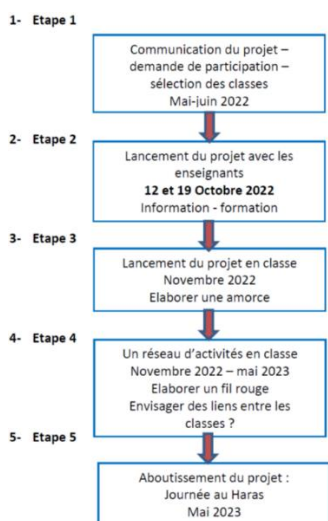 1- Etape 1
Communication du projet –
demande de participation –
sélection des classes
Mai-juin 2022
2- Etape 2
Lancement du projet avec les
enseignants
12 et 19 Octobre 2022
Information - formation
3- Etape 3
Lancement du projet en classe
Novembre 2022
Elaborer une amorce
4- Etape 4
Un réseau d’activités en classe
Novembre 2022 – mai 2023
Elaborer un fil rouge
Envisager des liens entre les
classes ?
5- Etape 5
Aboutissement du projet :
Journée au Haras
Mai 2023